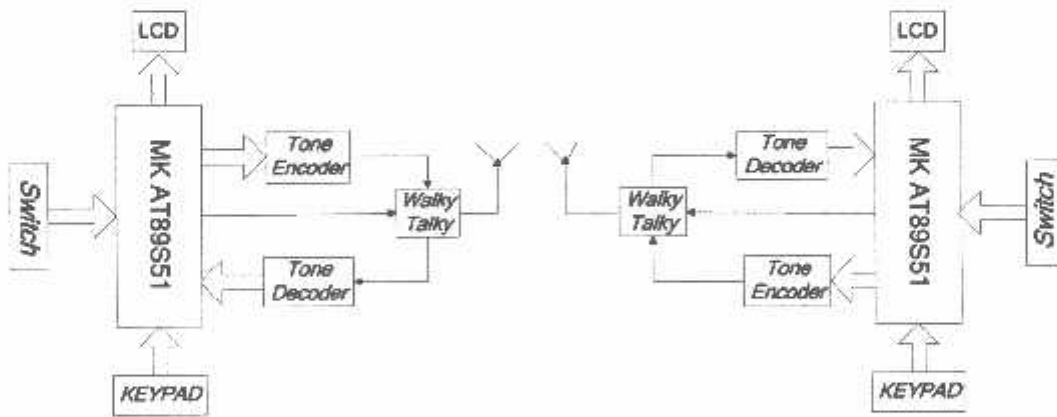 LCD
MK AT89S51
Switch
Tone
Encoder
Walky
Talky
Tone
Decoder
KEYPAD
LCD
Tone
Decoder
Walky
Talky
MK AT89S51
Switch
Tone
Encoder
KEYPAD